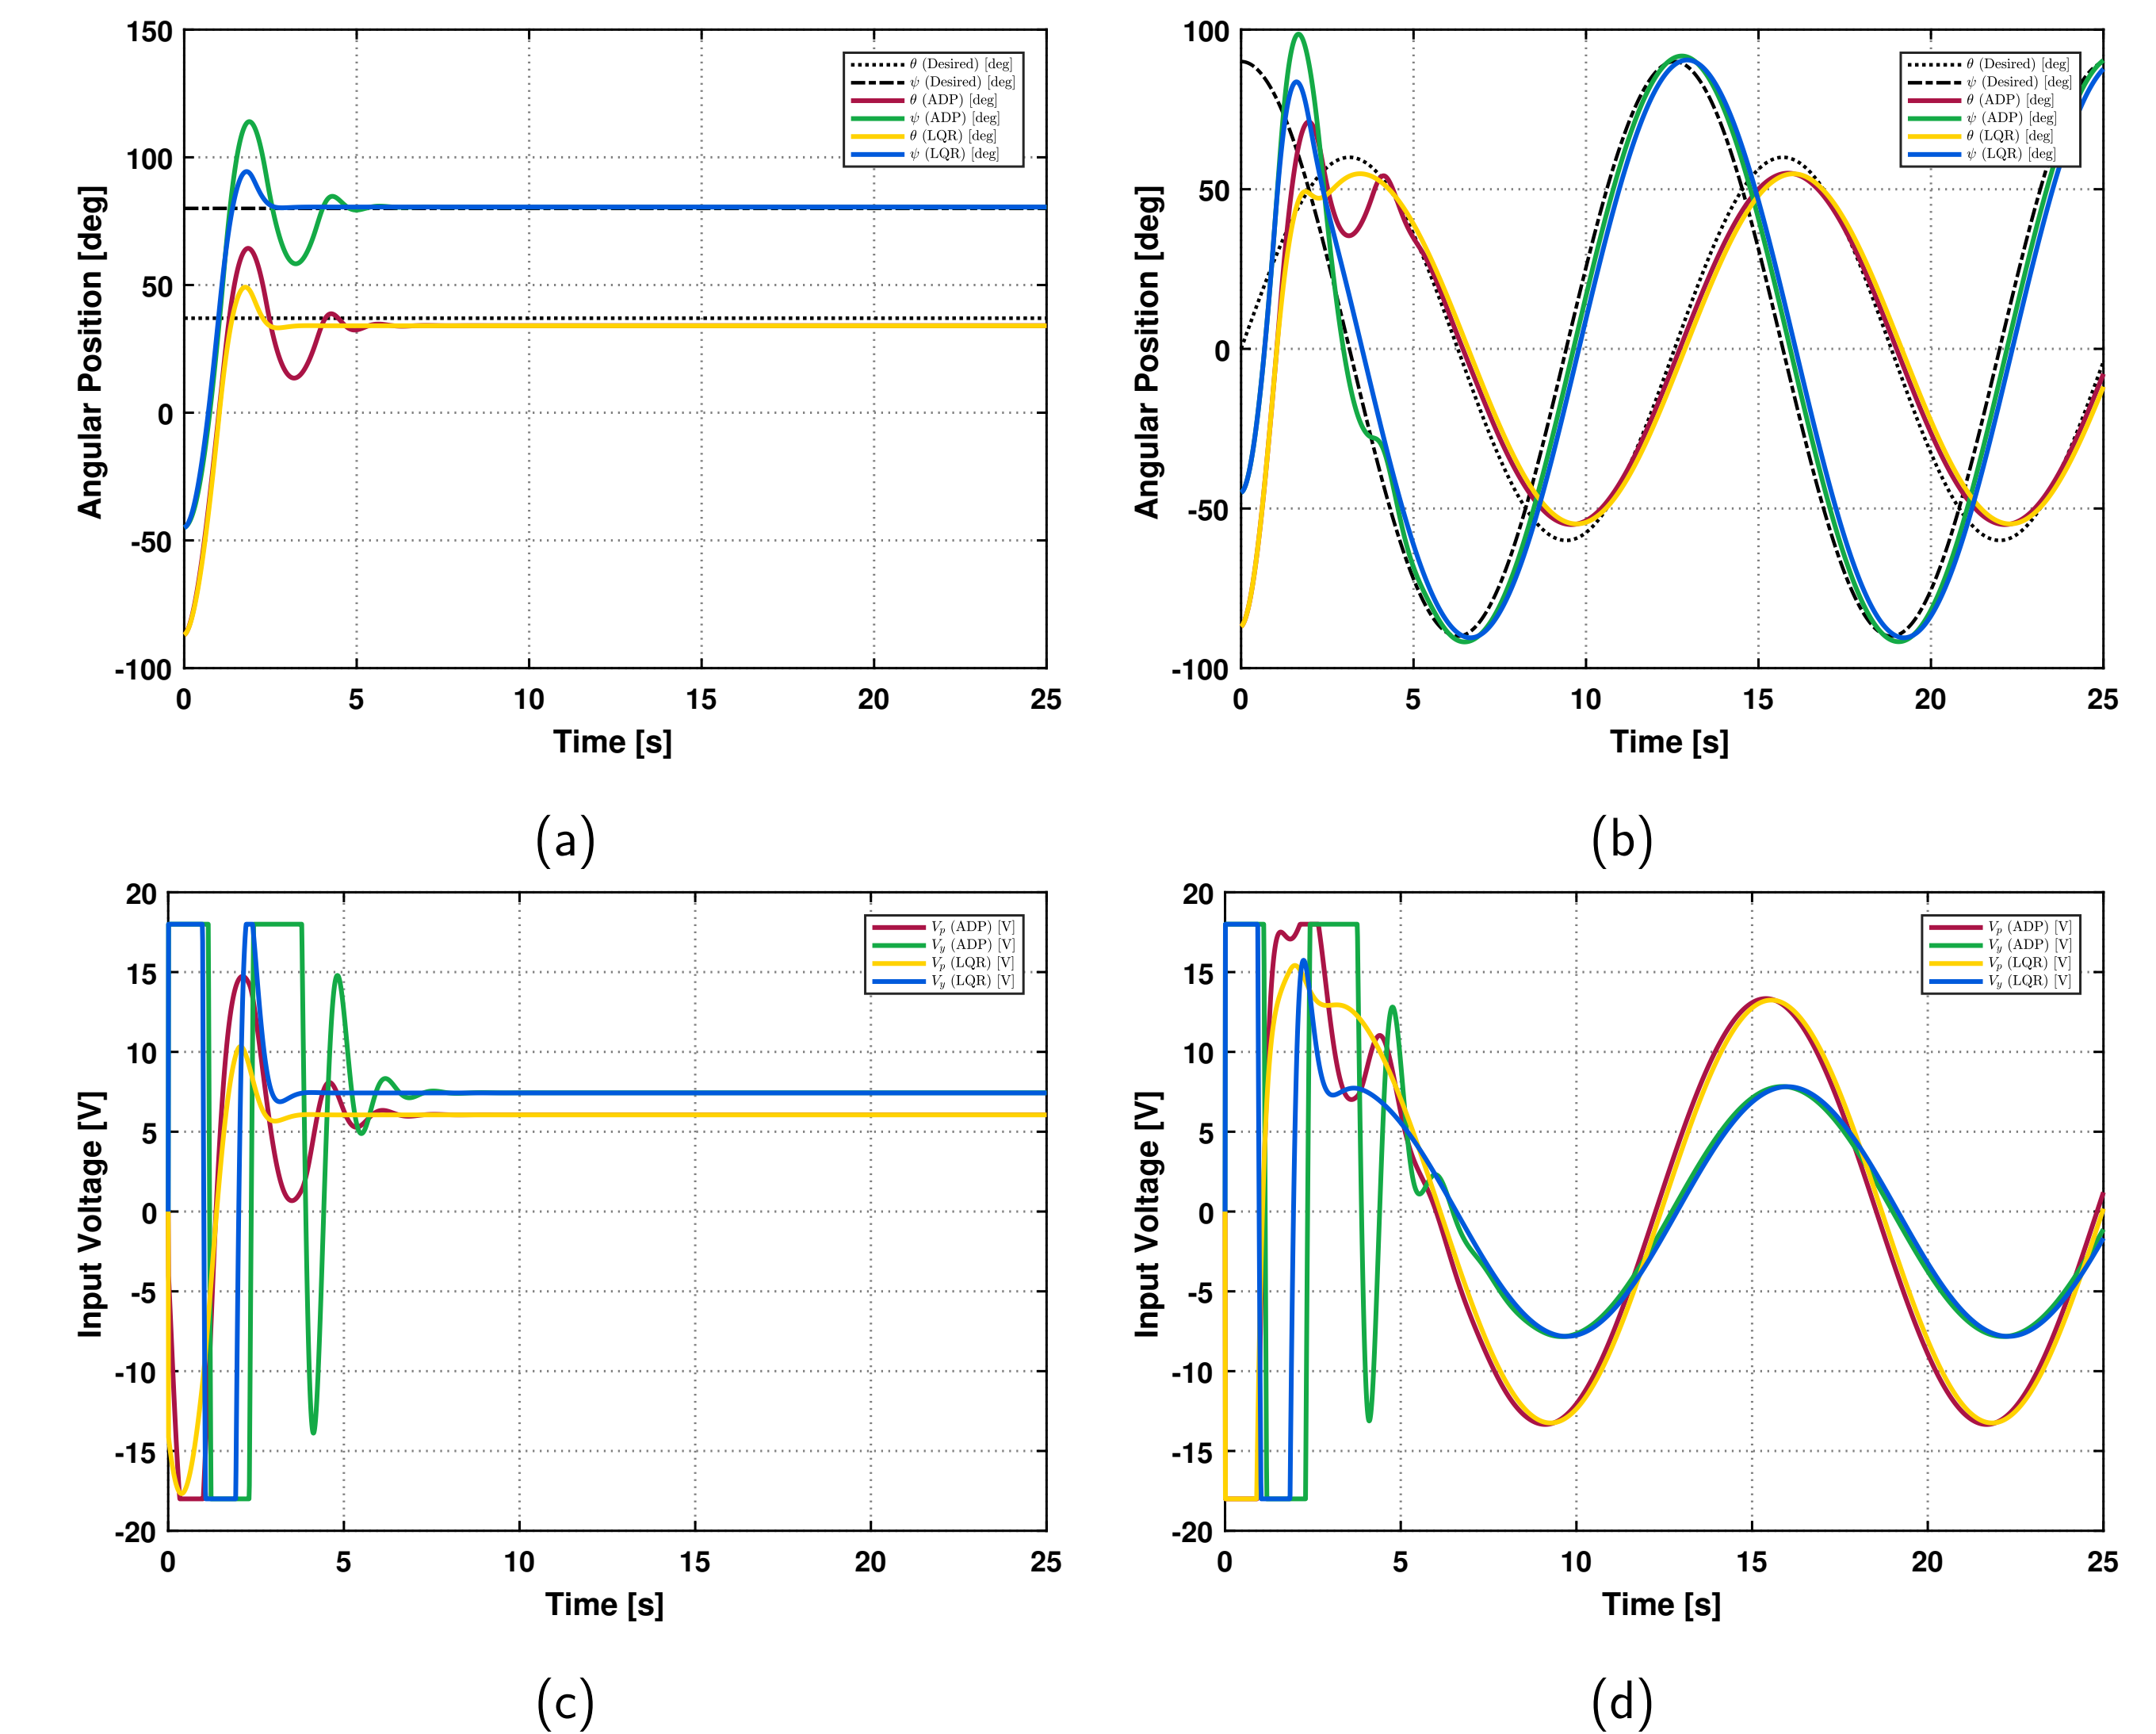 150
100
50
0
-50
-100
Angular Position [deg]
θ (Desired) [deg]
ψ (Desired) [deg]
θ (ADP) [deg]
ψ (ADP) [deg]
θ (LQR) [deg]
ψ (LQR) [deg]
0 5 10 15 20 25
Time [s]
(a)
100
50
0
-50
-100
Angular Position [deg]
θ (Desired) [deg]
ψ (Desired) [deg]
θ (ADP) [deg]
ψ (ADP) [deg]
θ (LQR) [deg]
ψ (LQR) [deg]
0 5 10 15 20 25
Time [s]
(b)
20
15
10
5
0
-5
-10
-15
-20
Input Voltage [V]
Vp (ADP) [V]
Vy (ADP) [V]
Vp (LQR) [V]
Vy (LQR) [V]
0 5 10 15 20 25
Time [s]
(c)
20
15
10
5
0
-5
-10
-15
-20
Input Voltage [V]
Vp (ADP) [V]
Vy (ADP) [V]
Vp (LQR) [V]
Vy (LQR) [V]
0 5 10 15 20 25
Time [s]
(d)